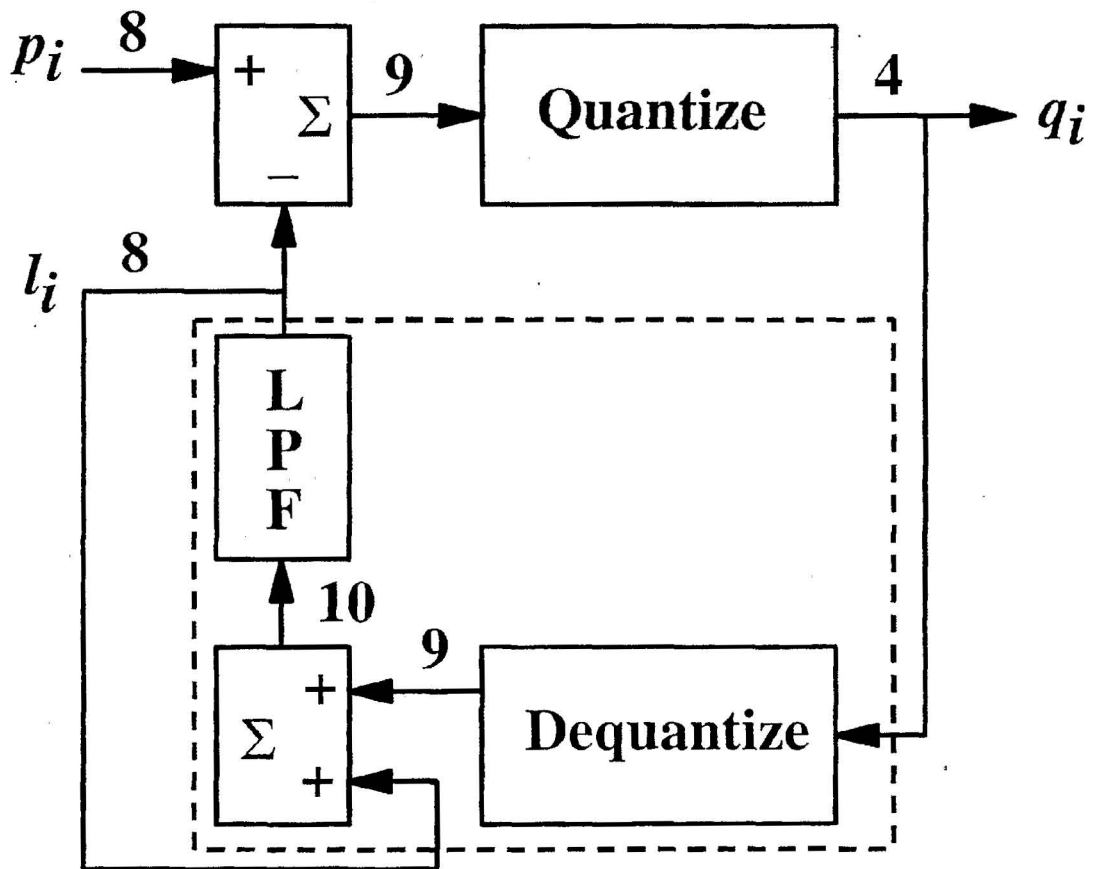 8
p_i
+
Σ
−
9
Quantize
4
q_i
8
l_i
L
P
F
10
9
+
Σ
+
Dequantize